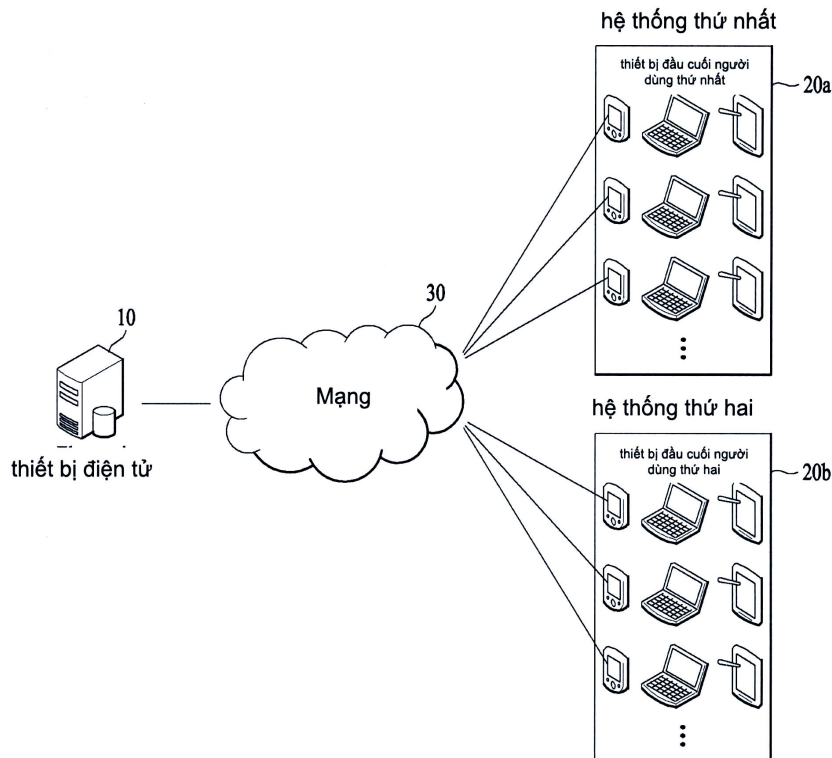 hệ thống thứ nhất
thiết bị đầu cuối người
dùng thứ nhất
20a
30
10
Mạng
thiết bị điện tử
hệ thống thứ hai
thiết bị đầu cuối người
dùng thứ hai
20b